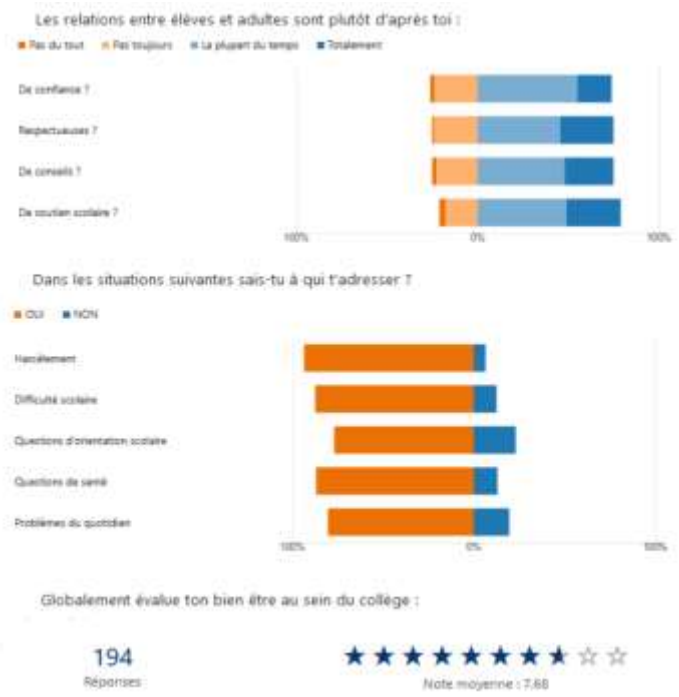 Les relations entre élèves et adultes sont plutôt d'après toi :
Pas du tout Pas toujours La plupart du temps Totalement
De confiance ?
Respectueuses ?
De conseils ?
De soutien scolaire ?
100% 0% 100%
Dans les situations suivantes sais-tu à qui t'adresser ?
OUI NON
Harcèlement
Difficulté scolaire
Questions d'orientation scolaire
Questions de santé
Problèmes du quotidien
100% 0% 100%
Globalement évalue ton bien être au sein du collège :
194
Réponses
Note moyenne : 7.68